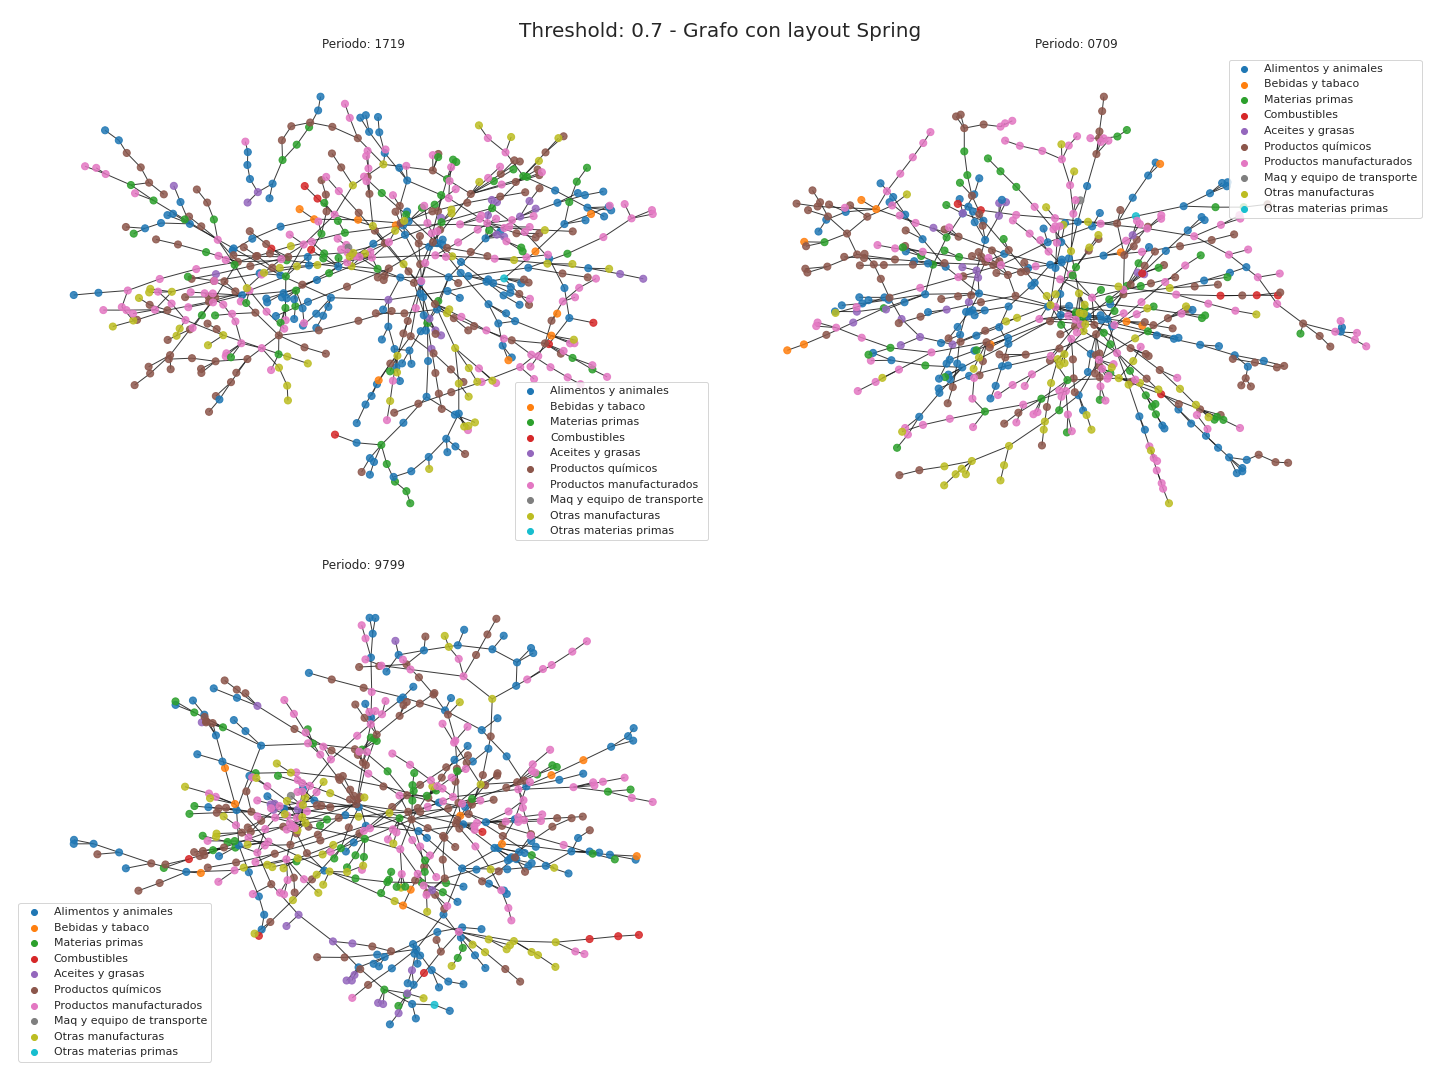 Threshold: 0.7 - Grafo con layout Spring
Periodo: 1719
Alimentos y animales
Bebidas y tabaco
Materias primas
Combustibles
Aceites y grasas
Productos químicos
Productos manufacturados
Maq y equipo de transporte
Otras manufacturas
Otras materias primas
Periodo: 0709
Alimentos y animales
Bebidas y tabaco
Materias primas
Combustibles
Aceites y grasas
Productos químicos
Productos manufacturados
Maq y equipo de transporte
Otras manufacturas
Otras materias primas
Periodo: 9799
Alimentos y animales
Bebidas y tabaco
Materias primas
Combustibles
Aceites y grasas
Productos químicos
Productos manufacturados
Maq y equipo de transporte
Otras manufacturas
Otras materias primas